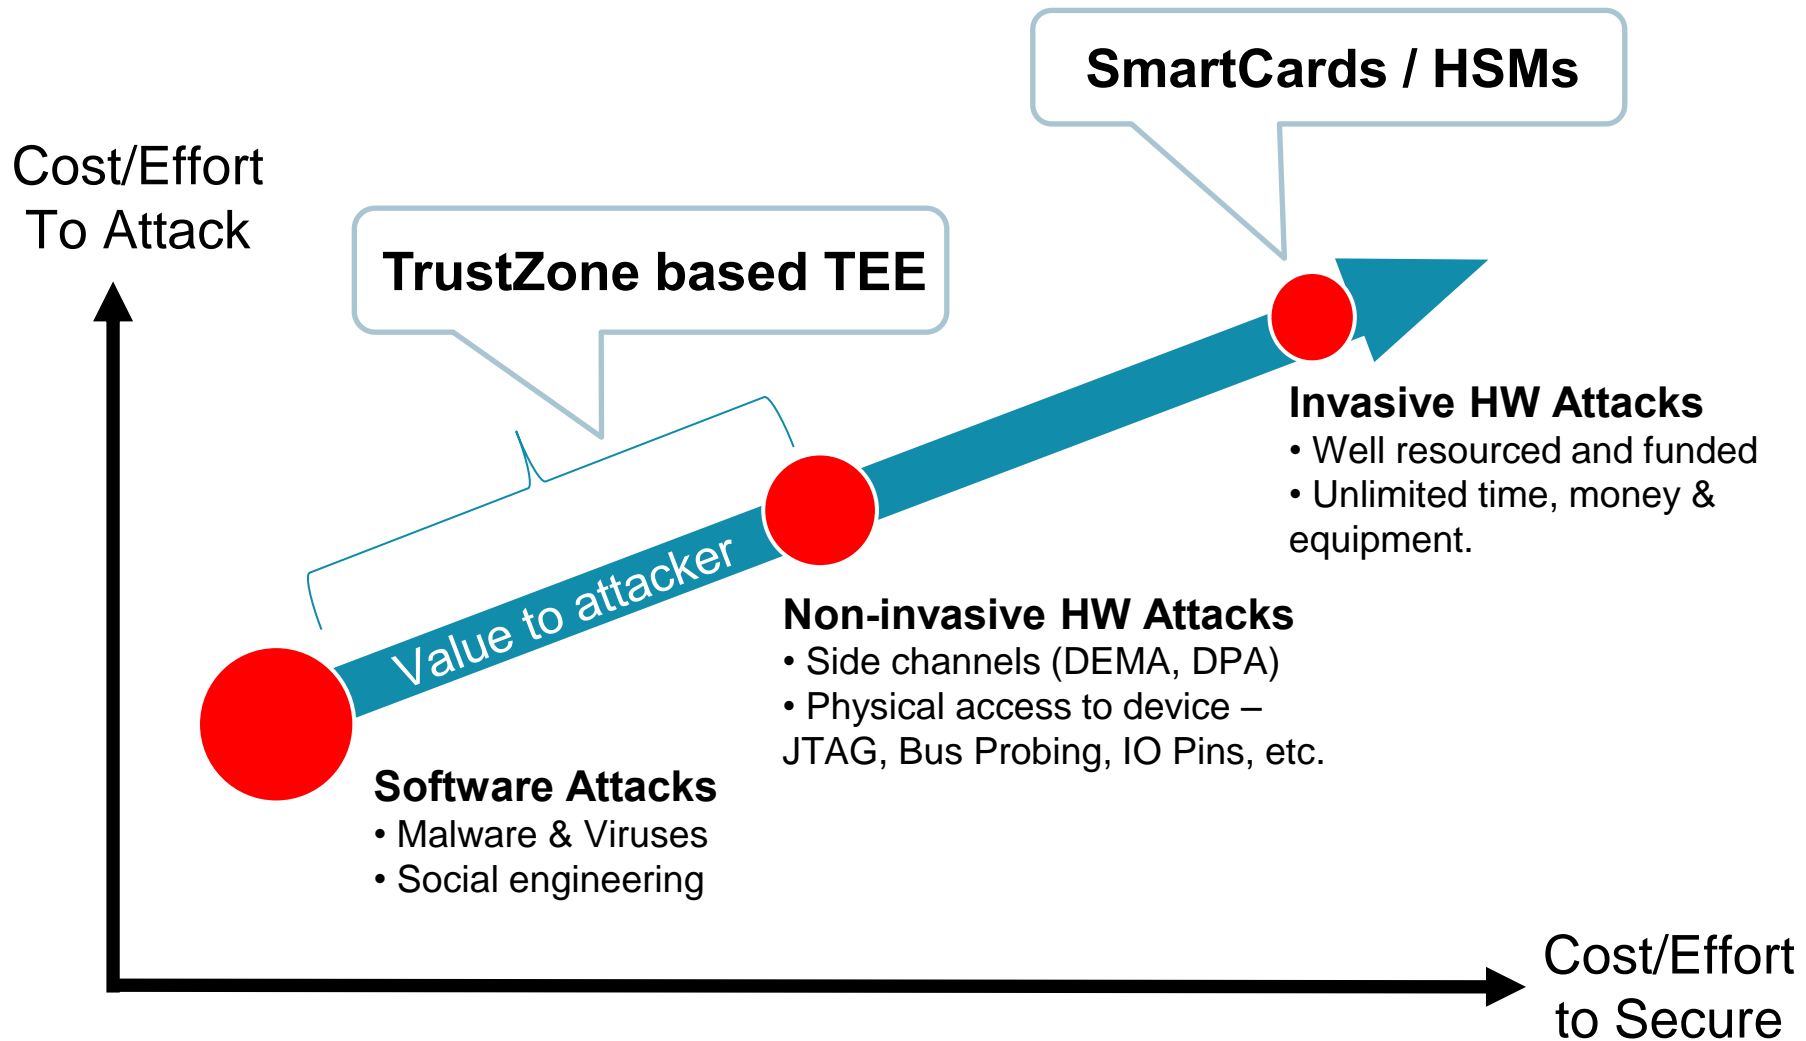 SmartCards / HSMs
Cost/Effort
To Attack
TrustZone based TEE
Value to attacker
Invasive HW Attacks
• Well resourced and funded
• Unlimited time, money &
equipment.
Non-invasive HW Attacks
• Side channels (DEMA, DPA)
• Physical access to device –
JTAG, Bus Probing, IO Pins, etc.
Software Attacks
• Malware & Viruses
• Social engineering
Cost/Effort
to Secure